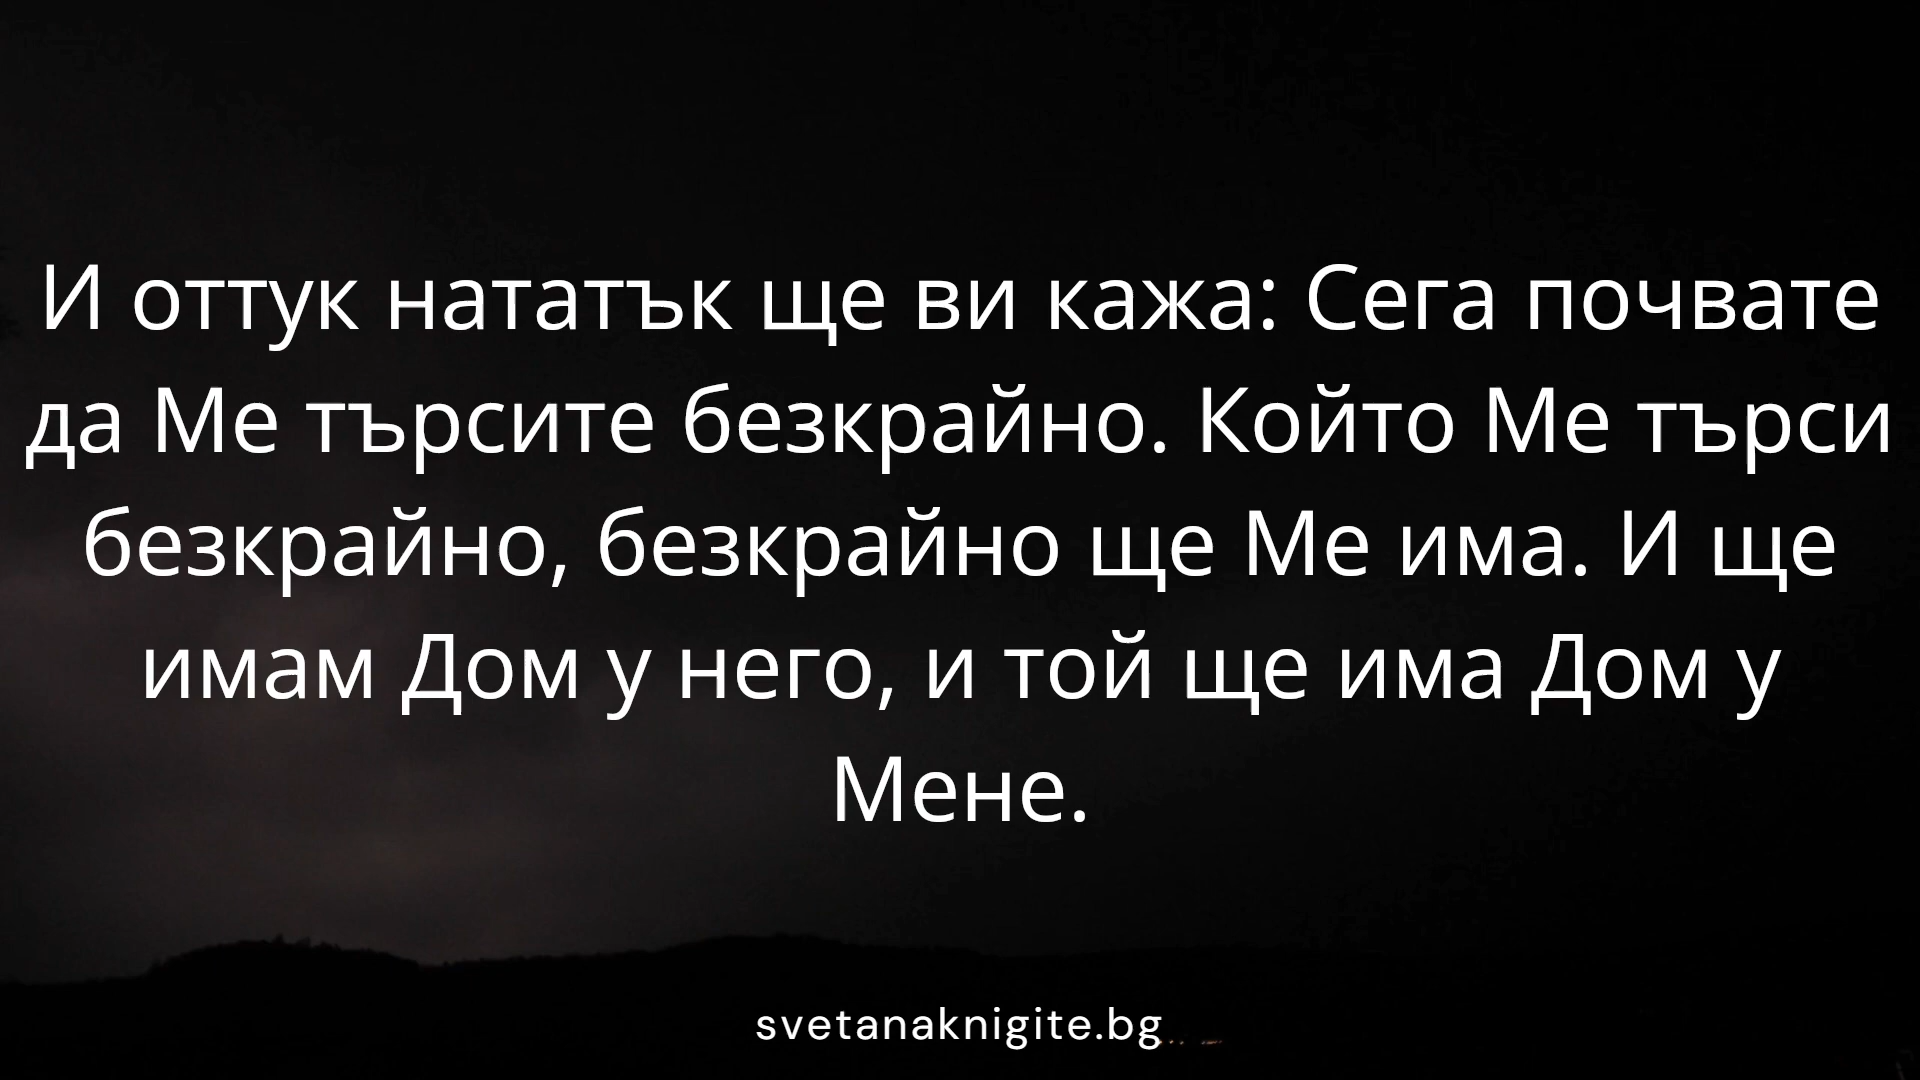 И оттук нататък ще ви кажа: Сега почвате
да Ме търсите безкрайно. Който Ме търси
безкрайно, безкрайно ще Ме има. И ще
имам Дом у него, и той ще има Дом у
Мене.
svetanaknigite.bg